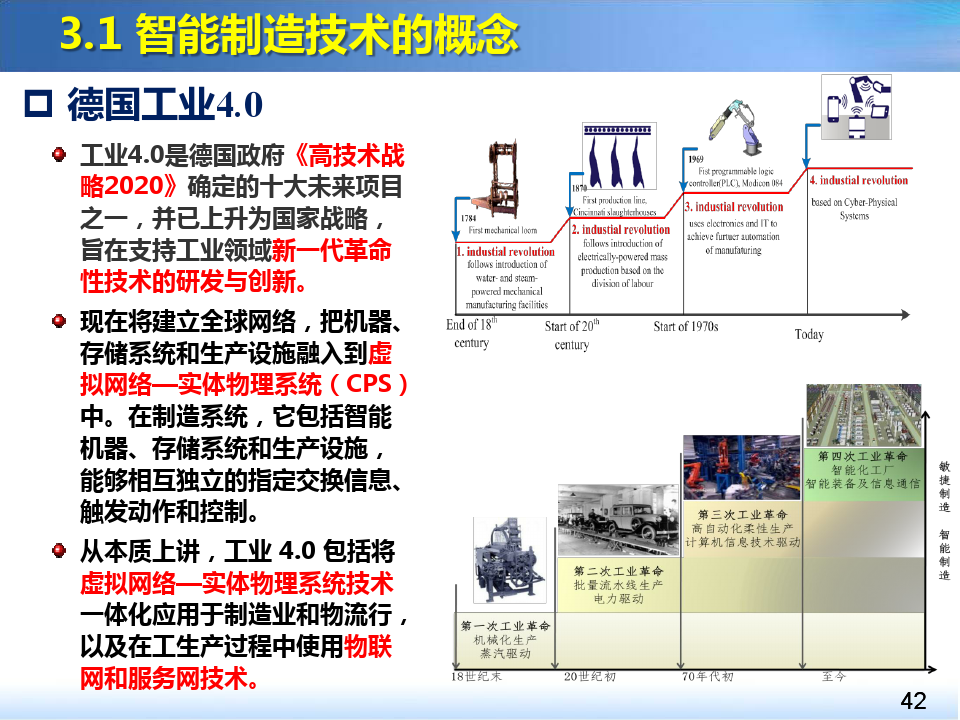 3.1 智能制造技术的概念
德国工业4.0
工业4.0是德国政府《高技术战
略2020》确定的十大未来项目
之一，并已上升为国家战略，
旨在支持工业领域新一代革命
性技术的研发与创新。
现在将建立全球网络，把机器、
存储系统和生产设施融入到虚
拟网络—实体物理系统（CPS）
中。在制造系统，它包括智能
机器、存储系统和生产设施，
能够相互独立的指定交换信息、
触发动作和控制。
从本质上讲，工业 4.0 包括将
虚拟网络—实体物理系统技术
一体化应用于制造业和物流行，
以及在工生产过程中使用物联
网和服务网技术。
1784
First mechanical loom
1. industial revolution
follows introduction of
water- and steam-
powered mechanical
manufacturing facilities
1870
First production line,
Cincinnati slaughterhouses
2. industial revolution
follows introduction of
electrically-powered mass
production based on the
division of labour
1969
Fist programable logic
controller(PLC), Modicon 084
3. industial revolution
uses electronics and IT to
achieve furtuer automation
of manufaturing
4. industial revolution
based on Cyber-Physical
Systems
End of 18th
century
Start of 20th
century
Start of 1970s
Today
第一次工业革命
机械化生产
蒸汽驱动
第二次工业革命
批量流水线生产
电力驱动
第三次工业革命
高自动化柔性生产
计算机信息技术驱动
第四次工业革命
智能化工厂
智能装备及信息通信
敏捷制造 智能制造
18世纪末
20世纪初
70年代初
至今
42